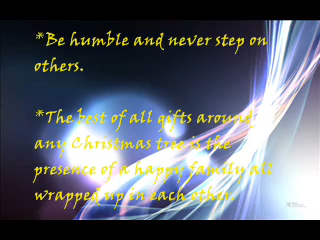 *Be humble and never step on
others.
*The best of all gifts around
any Christmas tree is the
presence of a happy family all
wrapped up in each other.